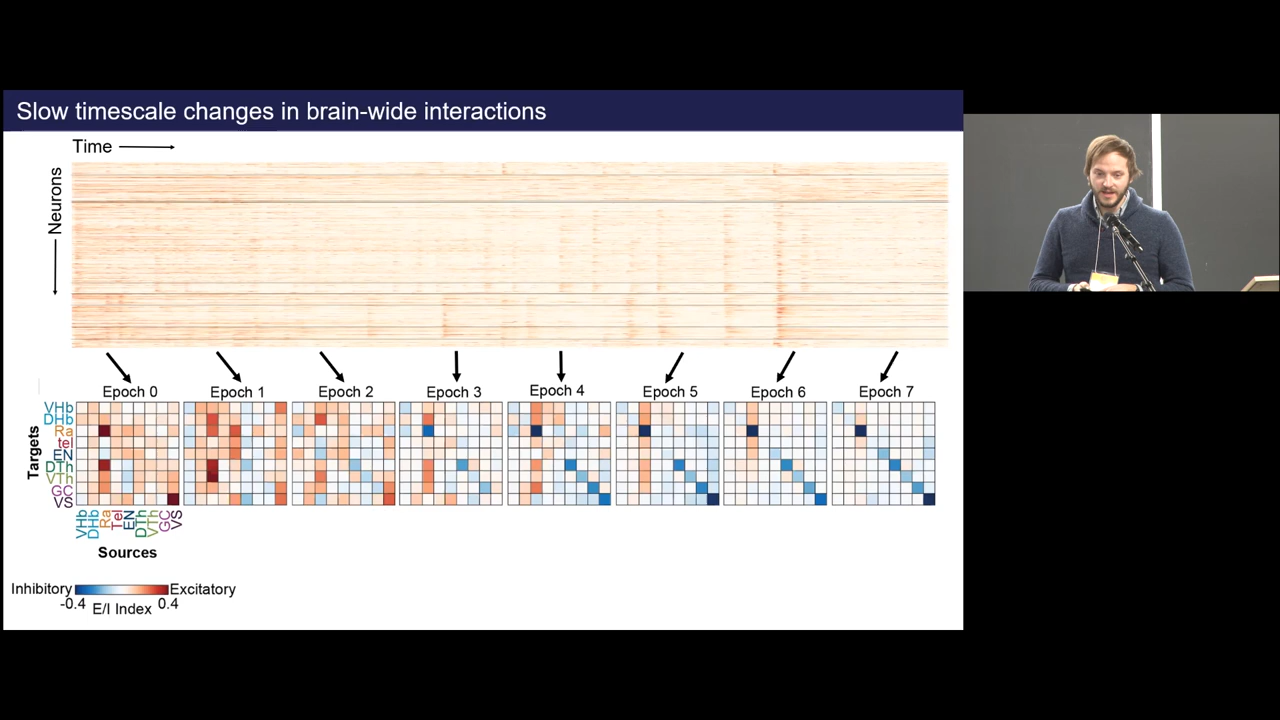 Slow timescale changes in brain-wide interactions
Time
Neurons
Epoch 0 Epoch 1 Epoch 2 Epoch 3 Epoch 4 Epoch 5 Epoch 6 Epoch 7
Targets
VHb
DHb
Ra
tel
EN
DTh
VTh
GC
VS
VHb DHb Ra Tel EN DTh VTh GC VS
Sources
Inhibitory Excitatory
-0.4 E/I Index 0.4